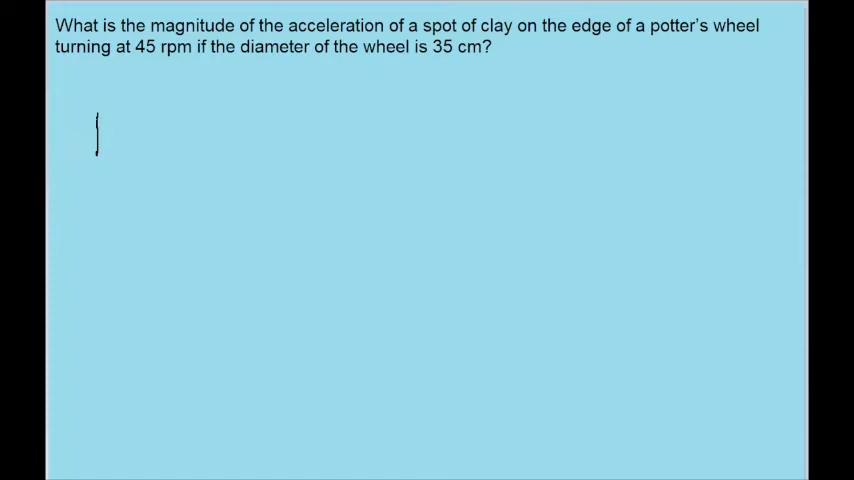 What is the magnitude of the acceleration of a spot of clay on the edge of a potter’s wheel
turning at 45 rpm if the diameter of the wheel is 35 cm?